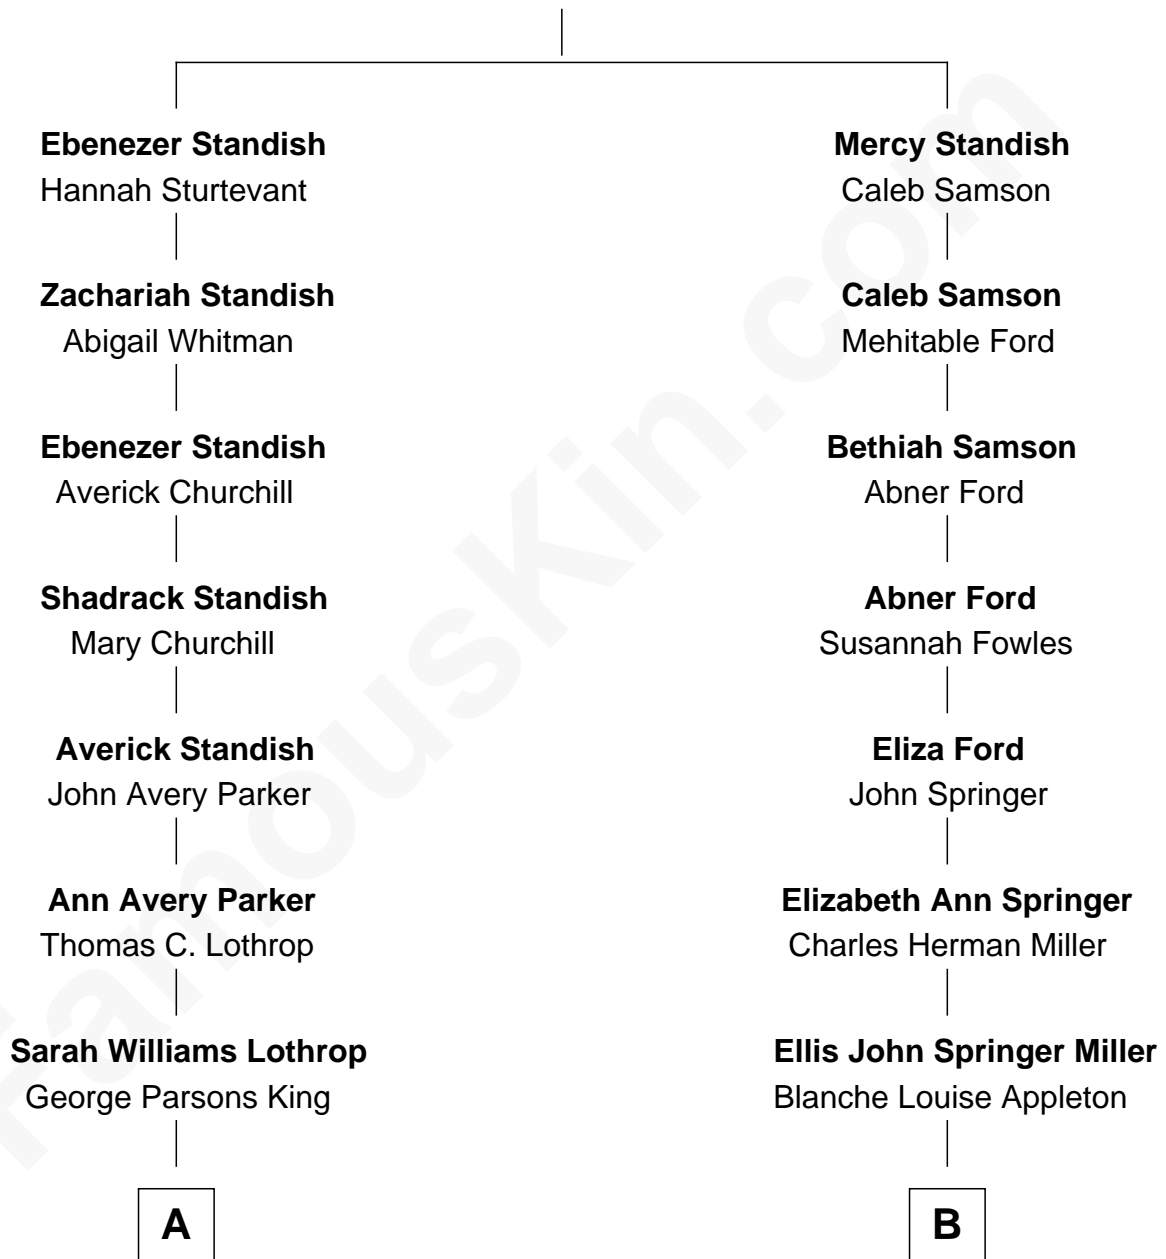 Ebenezer Standish
Hannah Sturtevant
Mercy Standish
Caleb Samson
Zachariah Standish
Abigail Whitman
Caleb Samson
Mehitable Ford
Ebenezer Standish
Averick Churchill
Bethiah Samson
Abner Ford
Shadrack Standish
Mary Churchill
Abner Ford
Susannah Fowles
Averick Standish
John Avery Parker
Eliza Ford
John Springer
Ann Avery Parker
Thomas C. Lothrop
Elizabeth Ann Springer
Charles Herman Miller
Sarah Williams Lothrop
George Parsons King
Ellis John Springer Miller
Blanche Louise Appleton
A
B
FamousKin.com